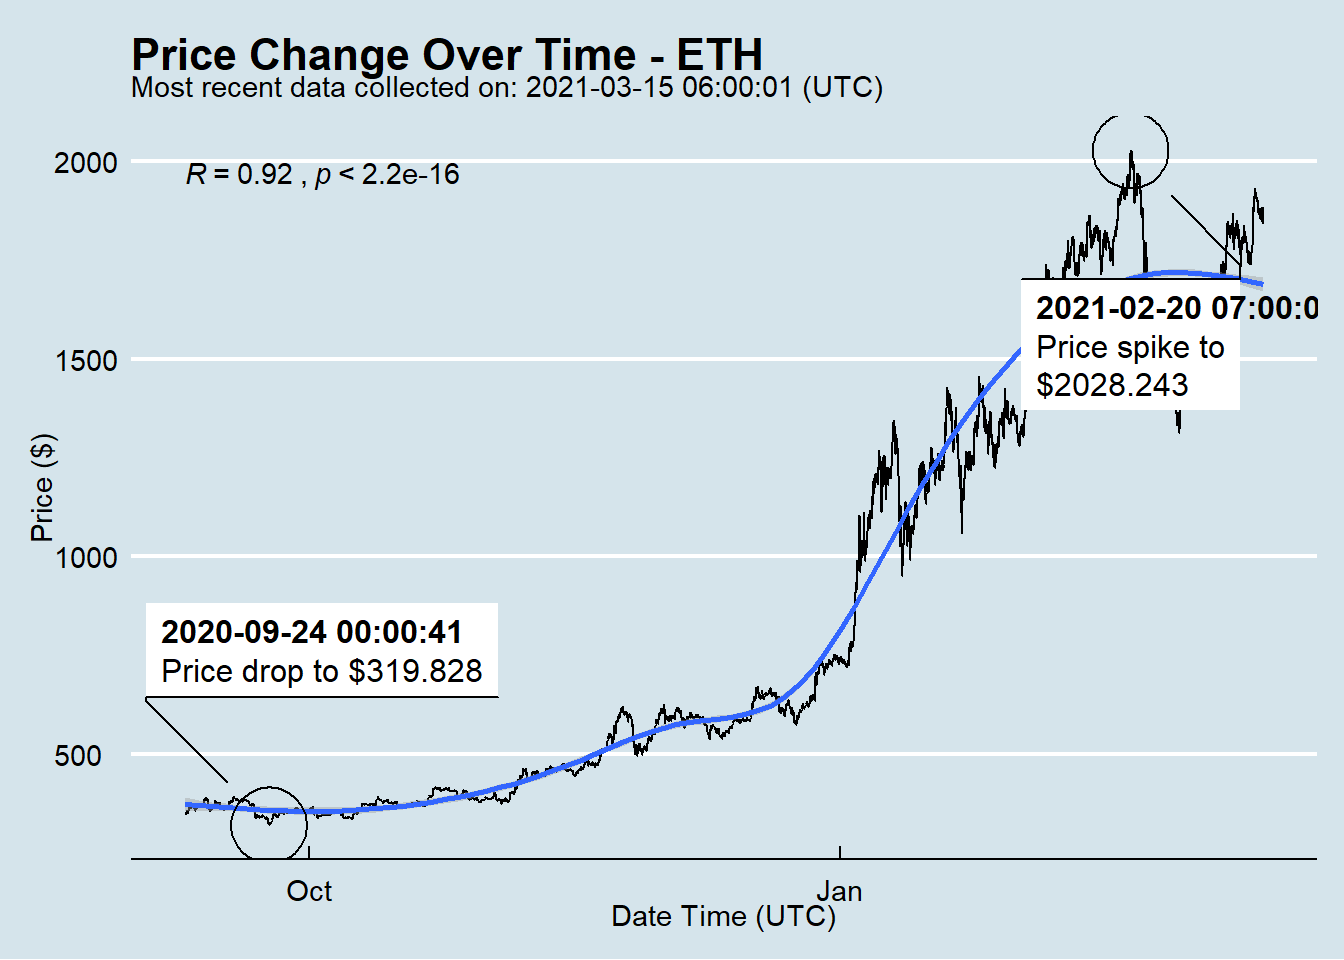 Price Change Over Time - ETH
Most recent data collected on: 2021-03-15 06:00:01 (UTC)
2000
R = 0.92 , p < 2.2e-16
2021-02-20 07:00:0
Price spike to
$2028.243
1500
Price ($)
1000
2020-09-24 00:00:41
Price drop to $319.828
500
Oct
Jan
Date Time (UTC)